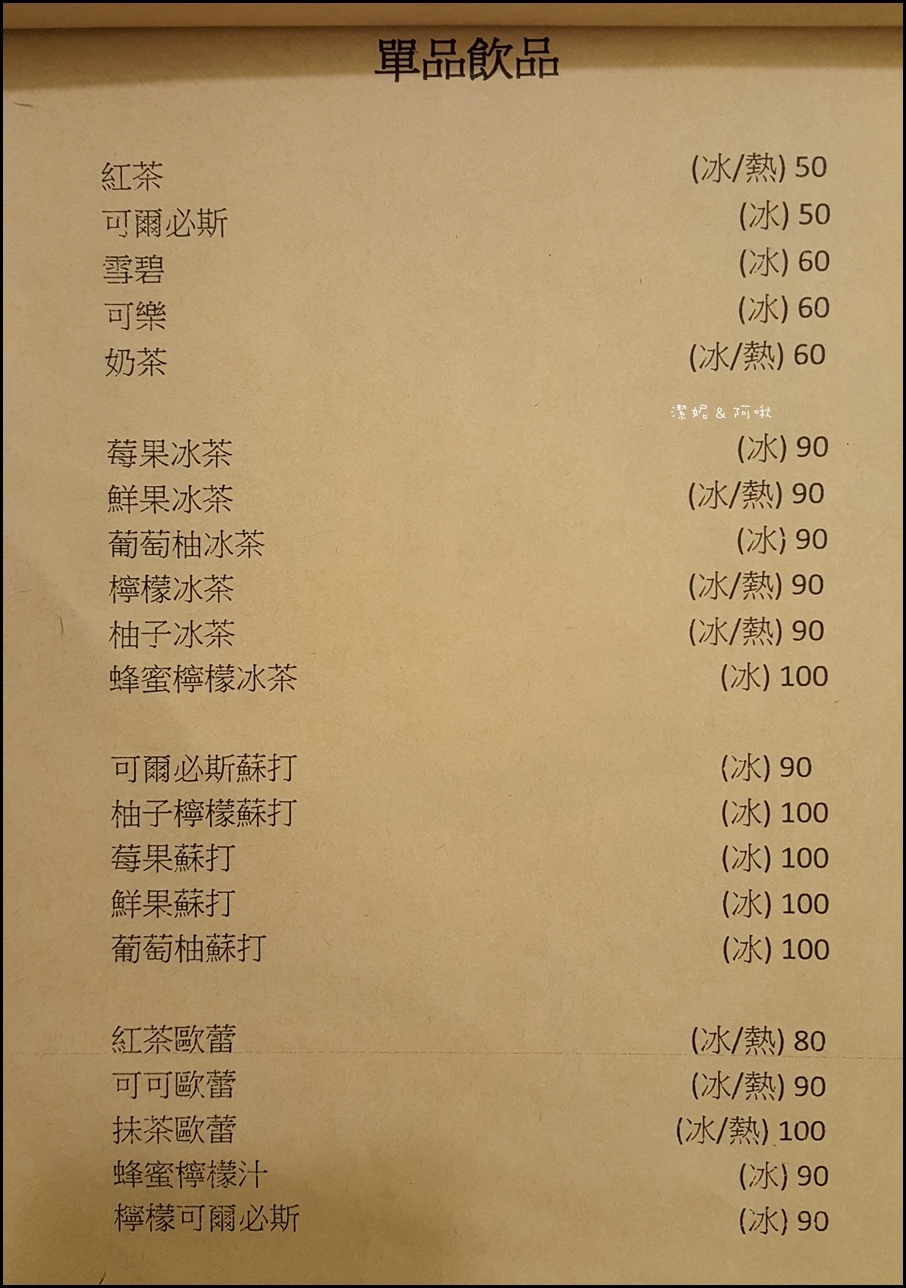 單品飲品
紅茶 (冰/熱) 50
可爾必斯 (冰) 50
雪碧 (冰) 60
可樂 (冰) 60
奶茶 (冰/熱) 60
潔妮 & 阿啾
莓果冰茶 (冰) 90
鮮果冰茶 (冰/熱) 90
葡萄柚冰茶 (冰) 90
檸檬冰茶 (冰/熱) 90
柚子冰茶 (冰/熱) 90
蜂蜜檸檬冰茶 (冰) 100
可爾必斯蘇打 (冰) 90
柚子檸檬蘇打 (冰) 100
莓果蘇打 (冰) 100
鮮果蘇打 (冰) 100
葡萄柚蘇打 (冰) 100
紅茶歐蕾 (冰/熱) 80
可可歐蕾 (冰/熱) 90
抹茶歐蕾 (冰/熱) 100
蜂蜜檸檬汁 (冰) 90
檸檬可爾必斯 (冰) 90